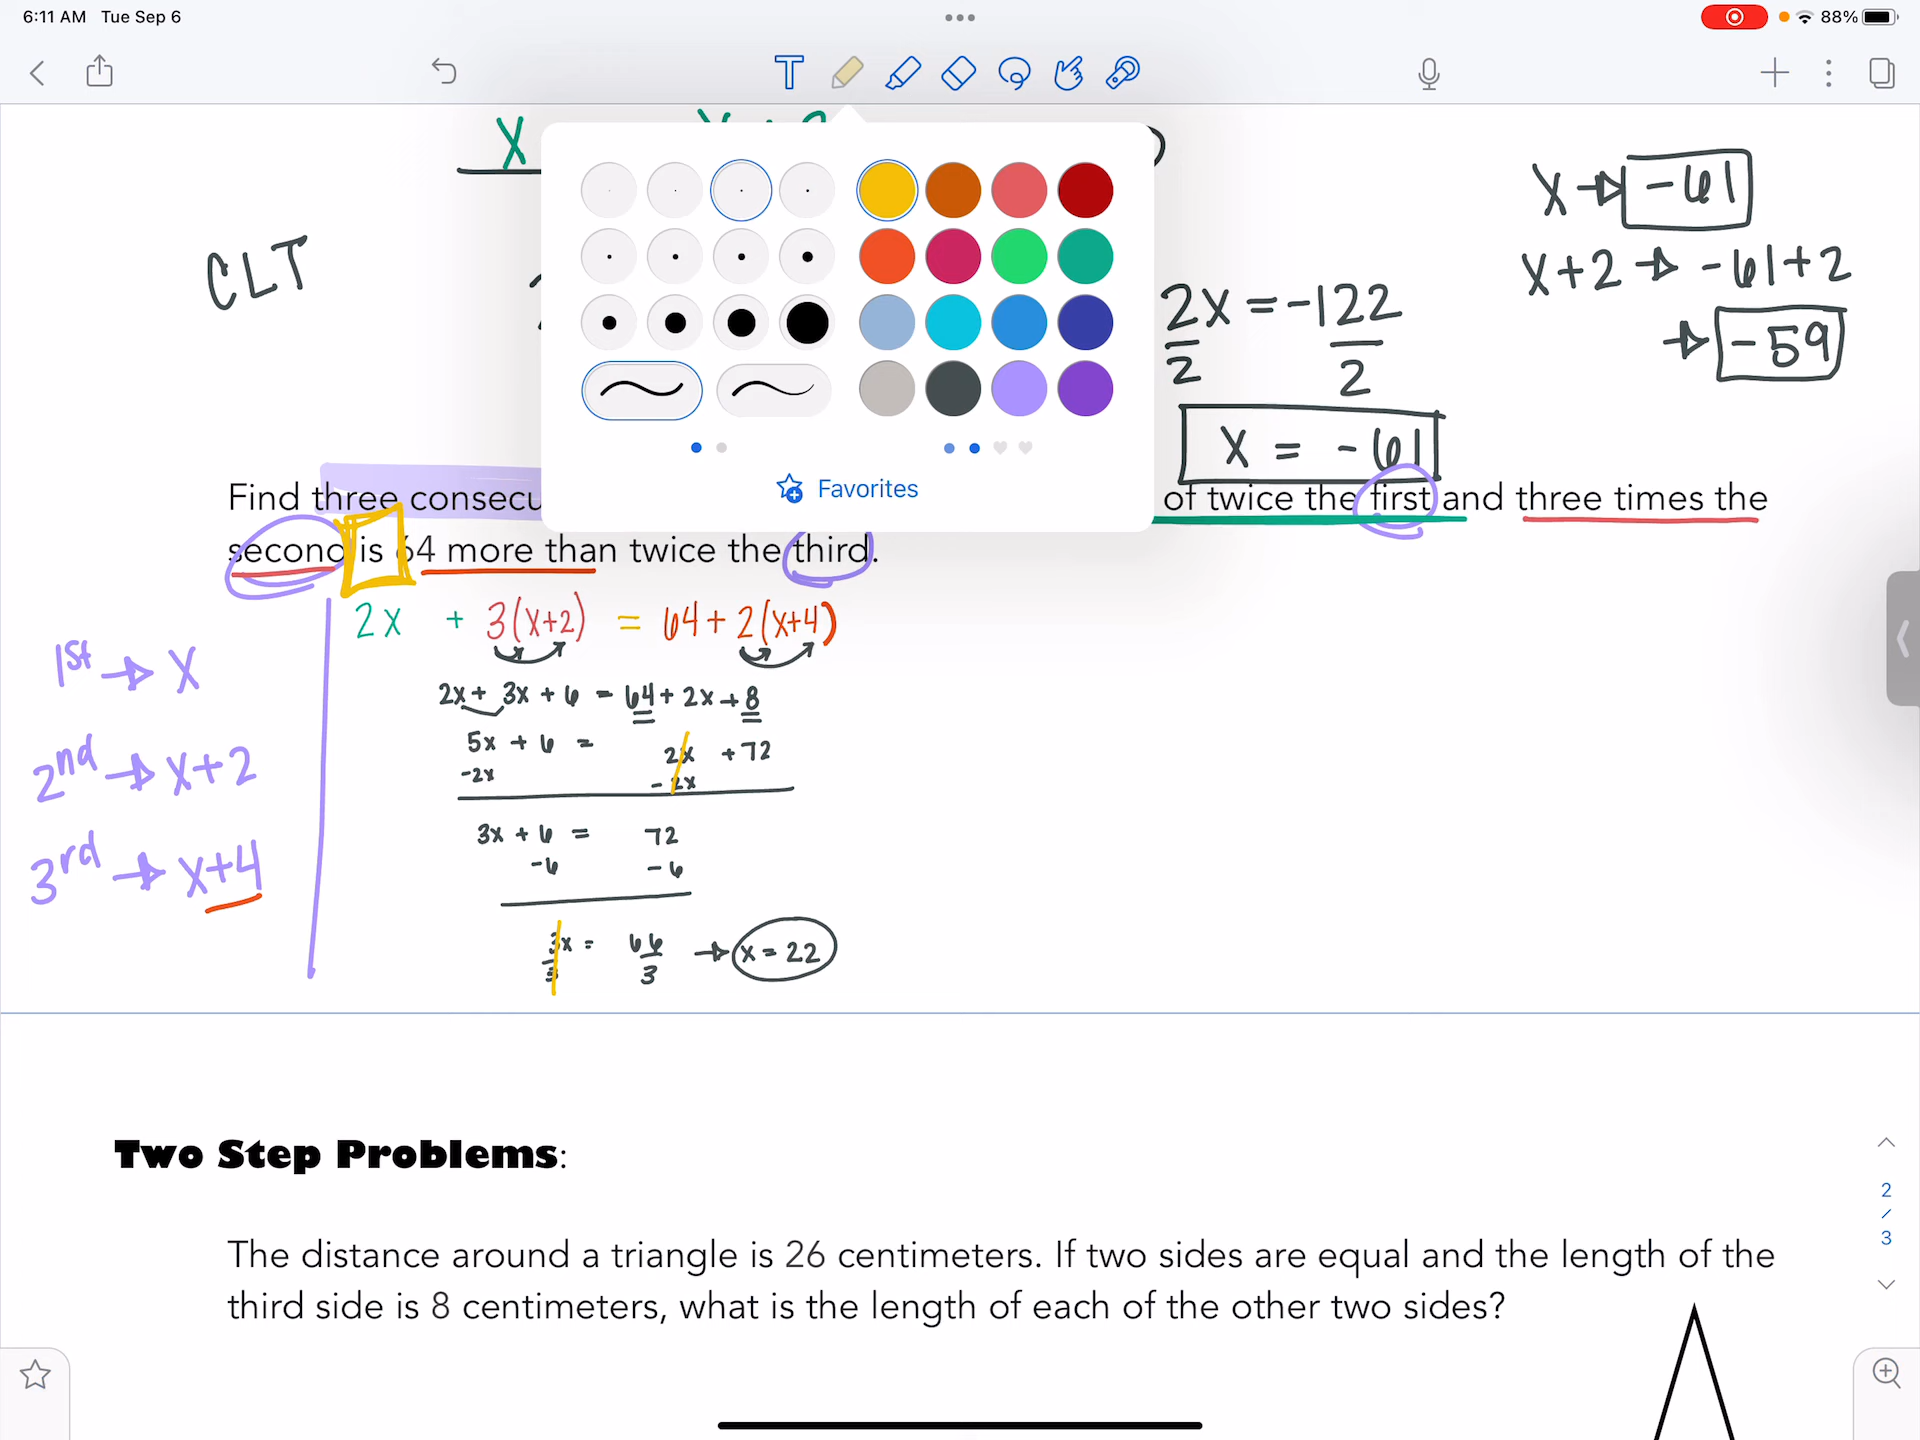 6:11 AM Tue Sep 6
88%
T
X
CLT
x → -61
x+2 → -61+2
→ -59
2x = -122
2 2
x = -61
Favorites
Find three consecu of twice the first and three times the
second is 64 more than twice the third.
2x + 3(x+2) = 64 + 2(x+4)
1st → x
2nd → x+2
3rd → x+4
2x + 3x + 6 = 64 + 2x + 8
5x + 6 = 2x + 72
-2x -2x
3x + 6 = 72
-6 -6
3x = 66 → x = 22
3 3
Two Step Problems:
The distance around a triangle is 26 centimeters. If two sides are equal and the length of the
third side is 8 centimeters, what is the length of each of the other two sides?
2
/
3